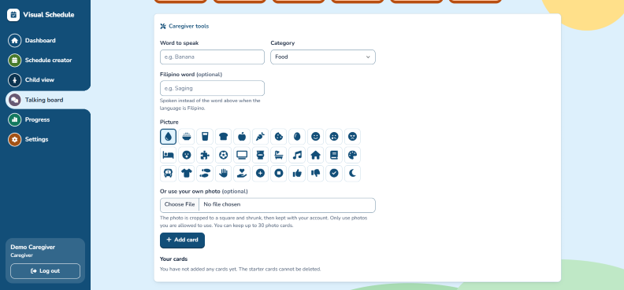 Visual Schedule
Dashboard
Schedule creator
Child view
Talking board
Progress
Settings
Demo Caregiver
Caregiver
Log out
Caregiver tools
Word to speak
Category
e.g. Banana
Food
Filipino word (optional)
e.g. Saging
Spoken instead of the word above when the
language is Filipino.
Picture
Or use your own photo (optional)
Choose File No file chosen
The photo is cropped to a square and shrunk, then kept with your account. Only use photos
you are allowed to use. You can keep up to 30 photo cards.
+ Add card
Your cards
You have not added any cards yet. The starter cards cannot be deleted.